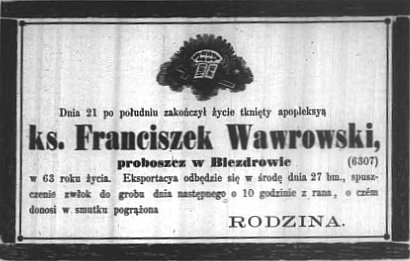 Dnia 21 po południu zakończył życie tknięty apopleksyą
ks. Franciszek Wawrowski,
proboszcz w Biezdrowie (6307)
w 63 roku życia. Eksportacya odbędzie się w środę dnia 27 bm., spusz-
czenie zwłok do grobu dnia następnego o 10 godzinie z rana, o czém
donosi w smutku pogrążona
RODZINA.